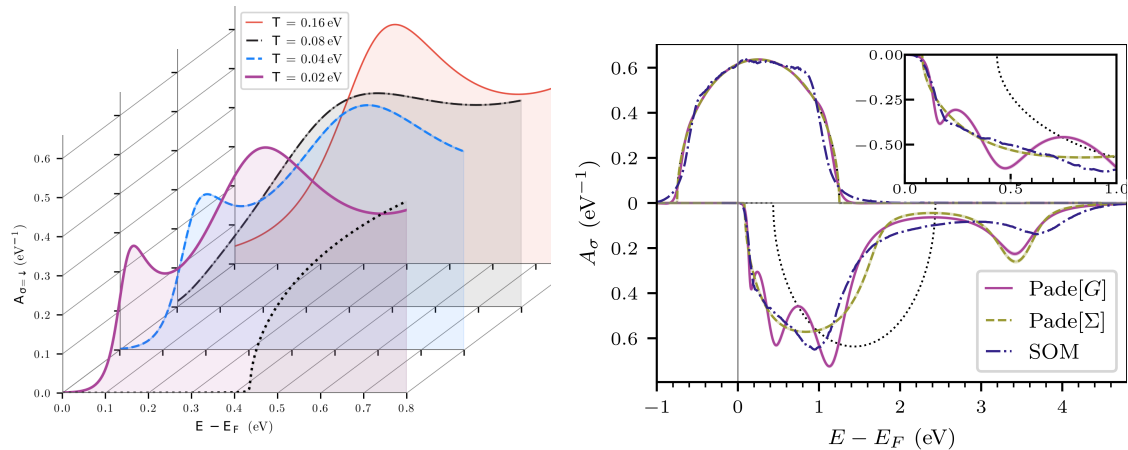 T = 0.16 eV
T = 0.08 eV
T = 0.04 eV
T = 0.02 eV
0.6
0.5
0.4
0.3
0.2
0.1
0.0
A_{σ=↓} (eV⁻¹)
0.0 0.1 0.2 0.3 0.4 0.5 0.6 0.7 0.8
E − E_F (eV)
0.6
0.4
0.2
0
0.2
0.4
0.6
A_σ (eV⁻¹)
0.00
−0.25
−0.50
0.0 0.5 1.0
Pade[G]
Pade[Σ]
SOM
−1 0 1 2 3 4
E − E_F (eV)